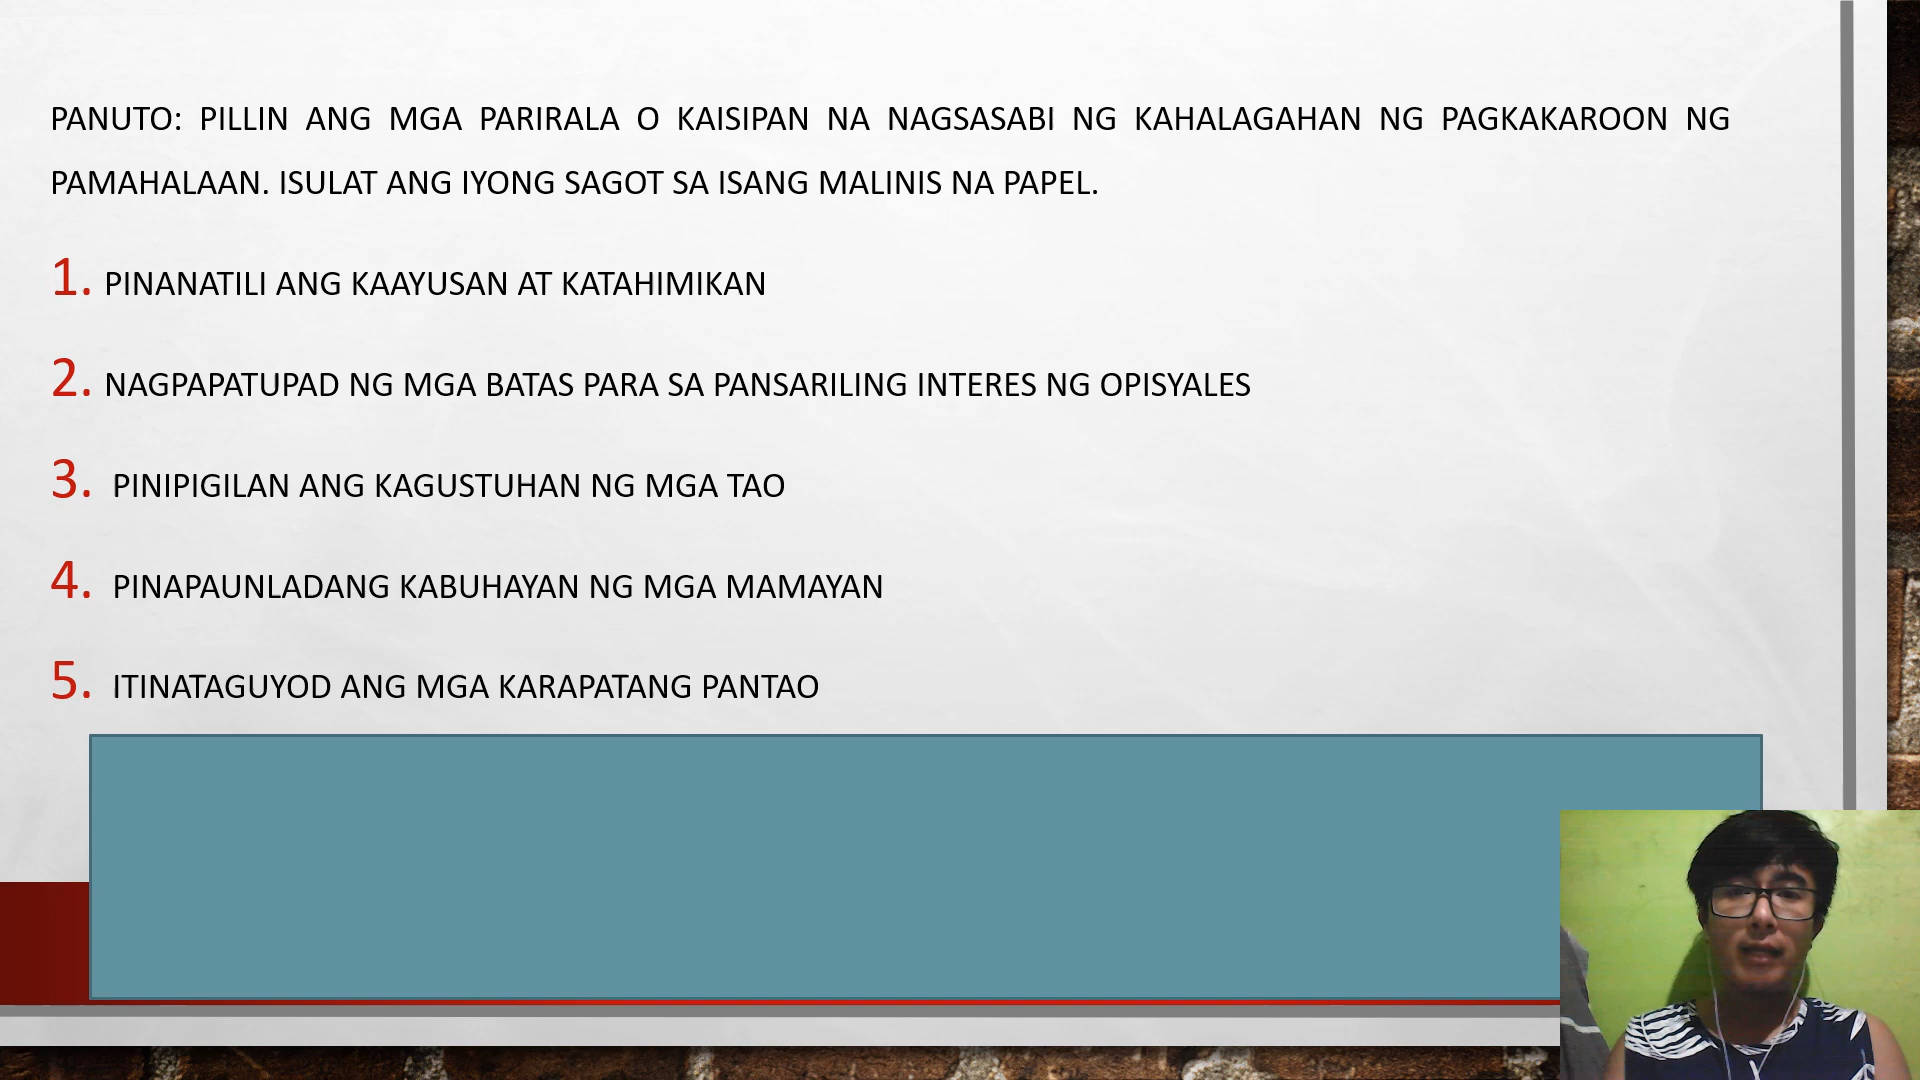 PANUTO: PILLIN ANG MGA PARIRALA O KAISIPAN NA NAGSASABI NG KAHALAGAHAN NG PAGKAKAROON NG
PAMAHALAAN. ISULAT ANG IYONG SAGOT SA ISANG MALINIS NA PAPEL.
1. PINANATILI ANG KAAYUSAN AT KATAHIMIKAN
2. NAGPAPATUPAD NG MGA BATAS PARA SA PANSARILING INTERES NG OPISYALES
3. PINIPIGILAN ANG KAGUSTUHAN NG MGA TAO
4. PINAPAUNLADANG KABUHAYAN NG MGA MAMAYAN
5. ITINATAGUYOD ANG MGA KARAPATANG PANTAO